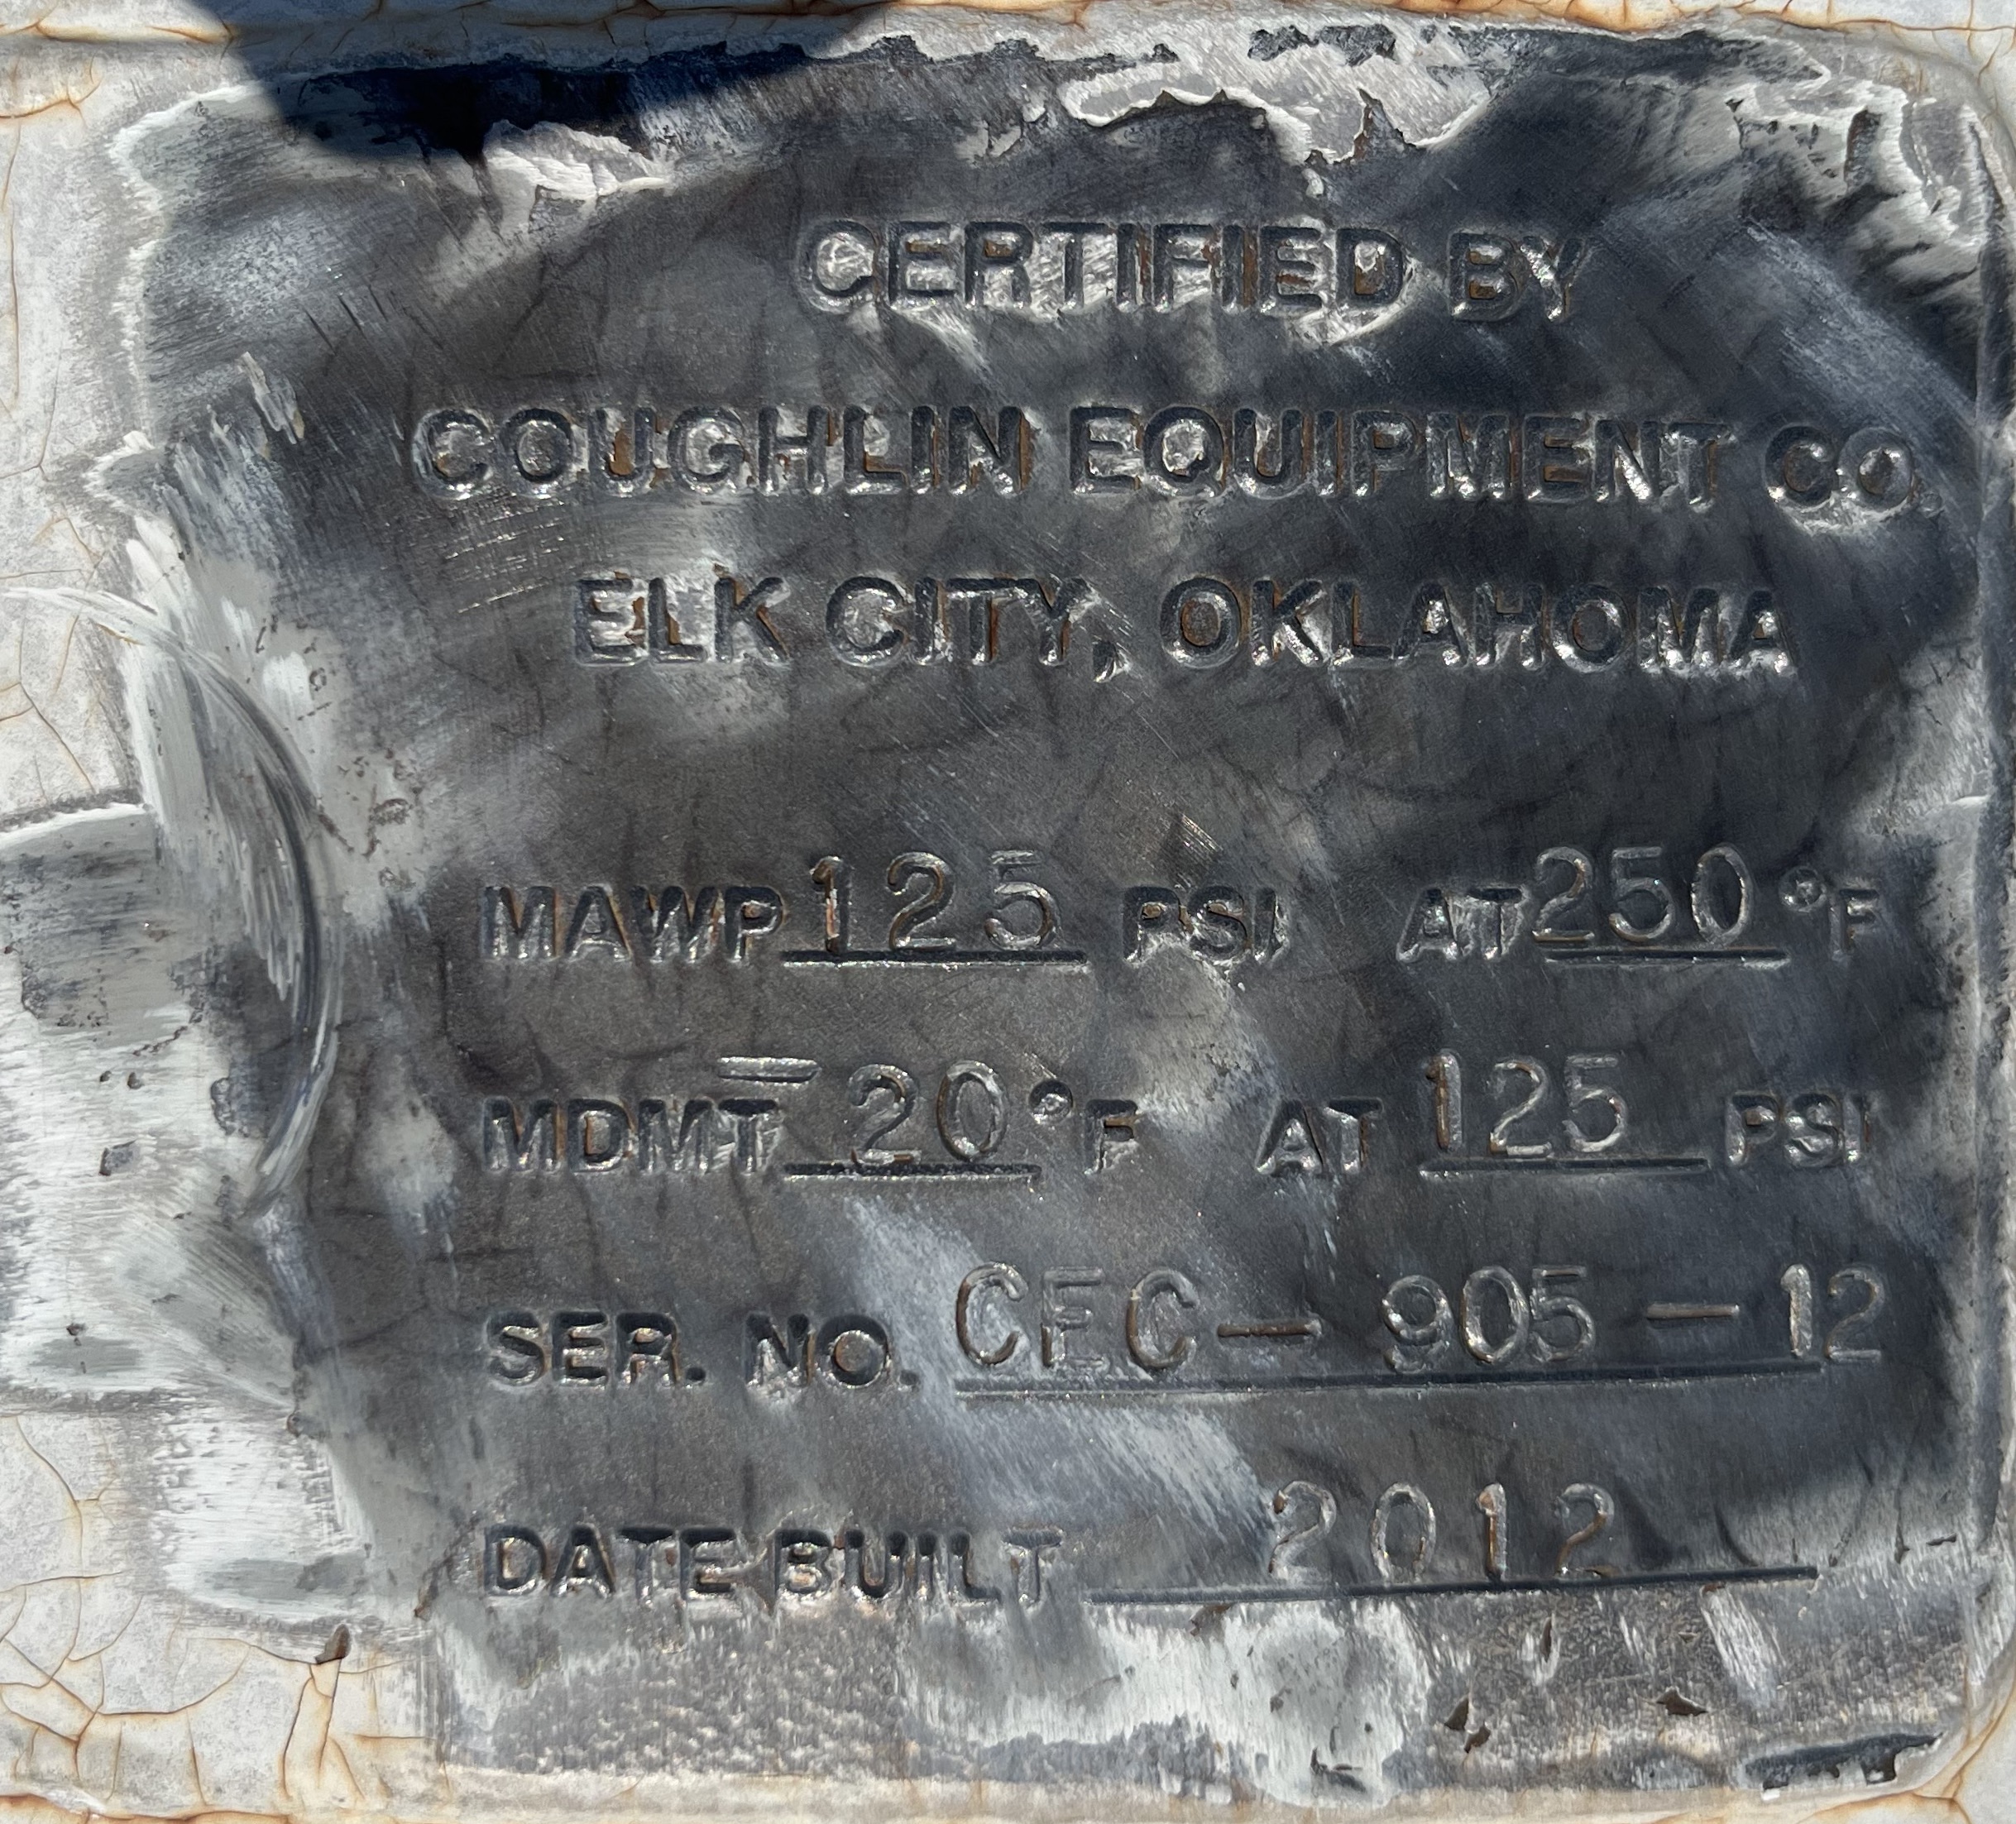 CERTIFIED BY
COUGHLIN EQUIPMENT CO.
ELK CITY, OKLAHOMA
MAWP 125 PSI AT 250 °F
MDMT -20 °F AT 125 PSI
SER. NO. CEC-905-12
DATE BUILT 2012